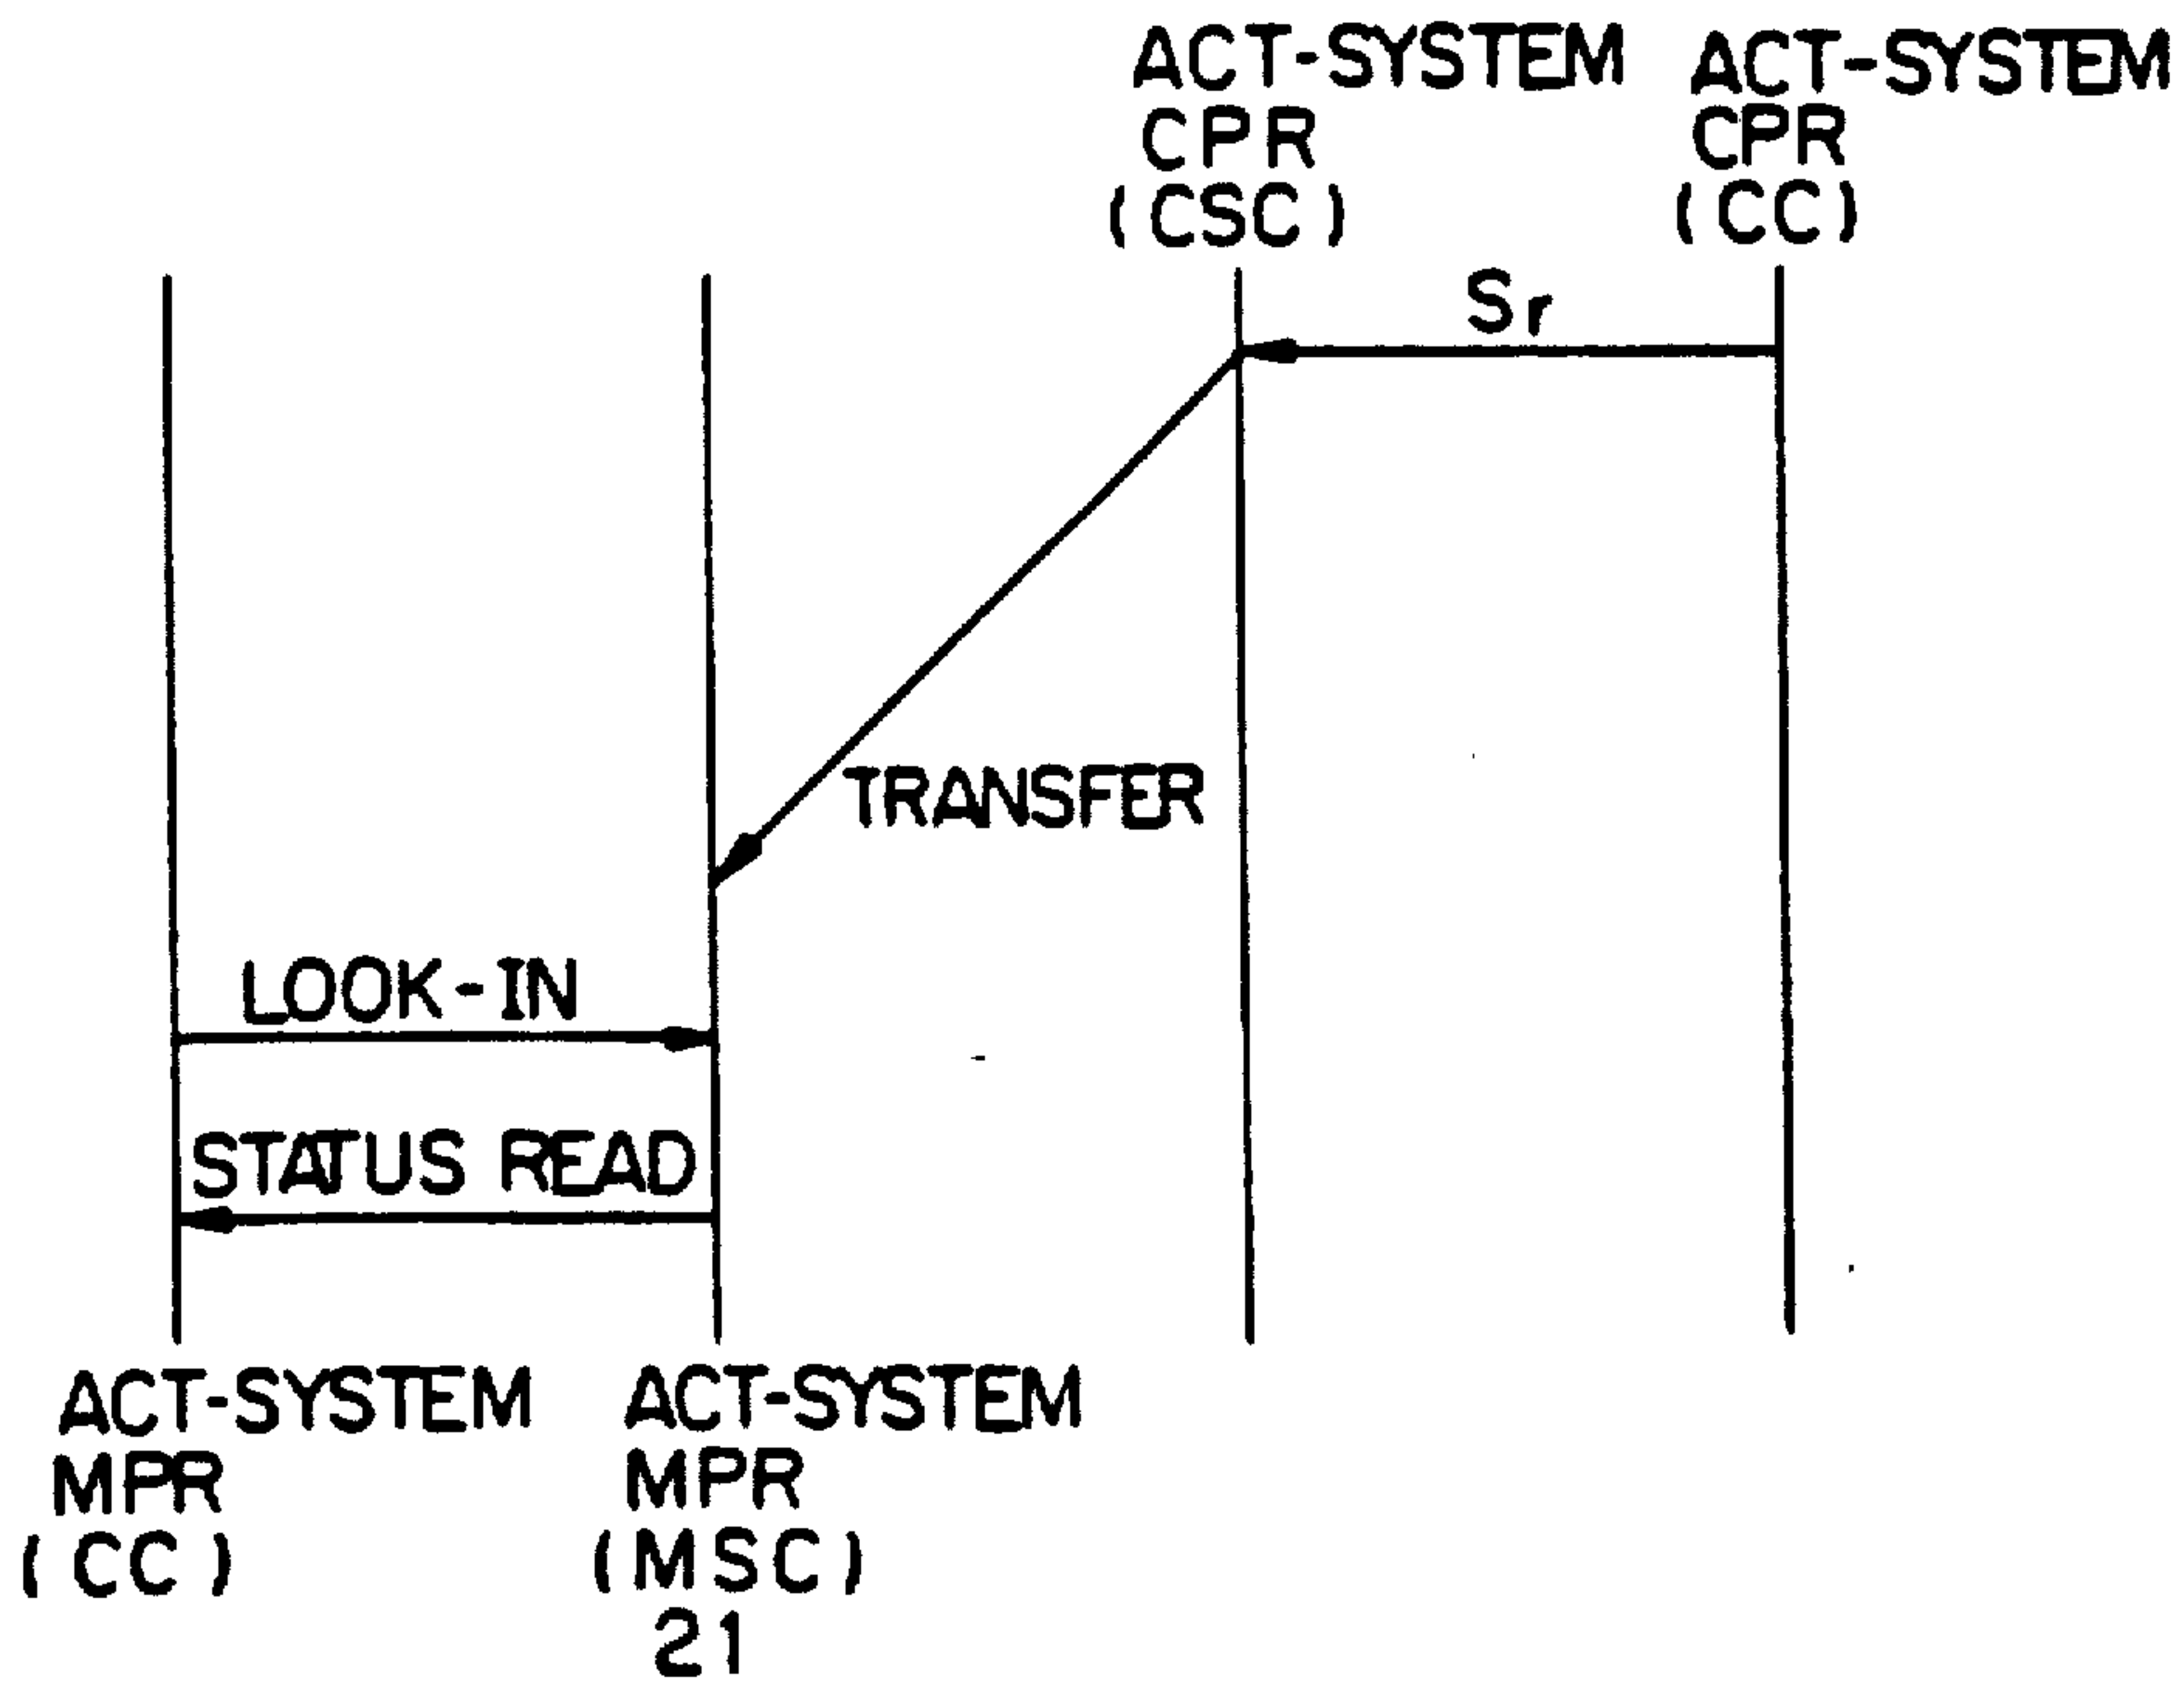 ACT-SYSTEM
CPR
(CSC)
ACT-SYSTEM
CPR
(CC)
Sr
TRANSFER
LOOK-IN
STATUS READ
ACT-SYSTEM
MPR
(CC)
ACT-SYSTEM
MPR
(MSC)
21